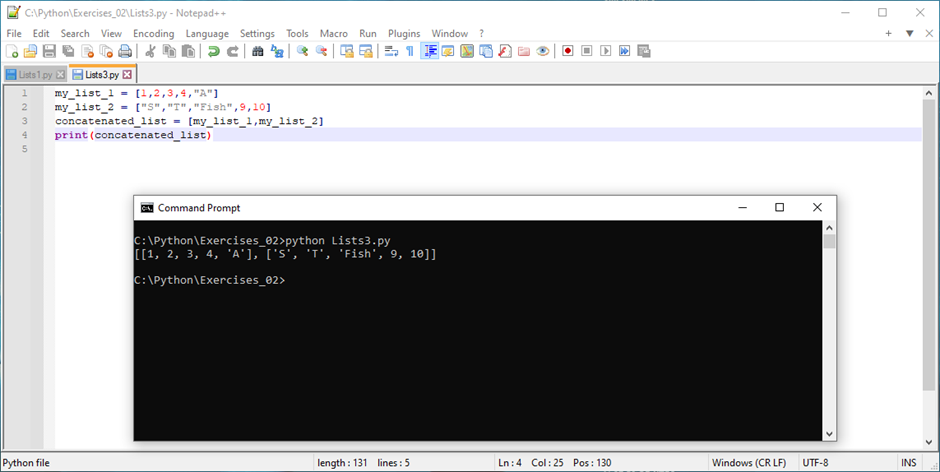 C:\Python\Exercises_02\Lists3.py - Notepad++
File Edit Search View Encoding Language Settings Tools Macro Run Plugins Window ? + ▼ X
Lists1.py Lists3.py
1 my_list_1 = [1,2,3,4,"A"]
2 my_list_2 = ["S","T","Fish",9,10]
3 concatenated_list = [my_list_1,my_list_2]
4 print(concatenated_list)
5
Command Prompt
C:\Python\Exercises_02>python Lists3.py
[[1, 2, 3, 4, 'A'], ['S', 'T', 'Fish', 9, 10]]
C:\Python\Exercises_02>
Python file length : 131 lines : 5 Ln : 4 Col : 25 Pos : 130 Windows (CR LF) UTF-8 INS